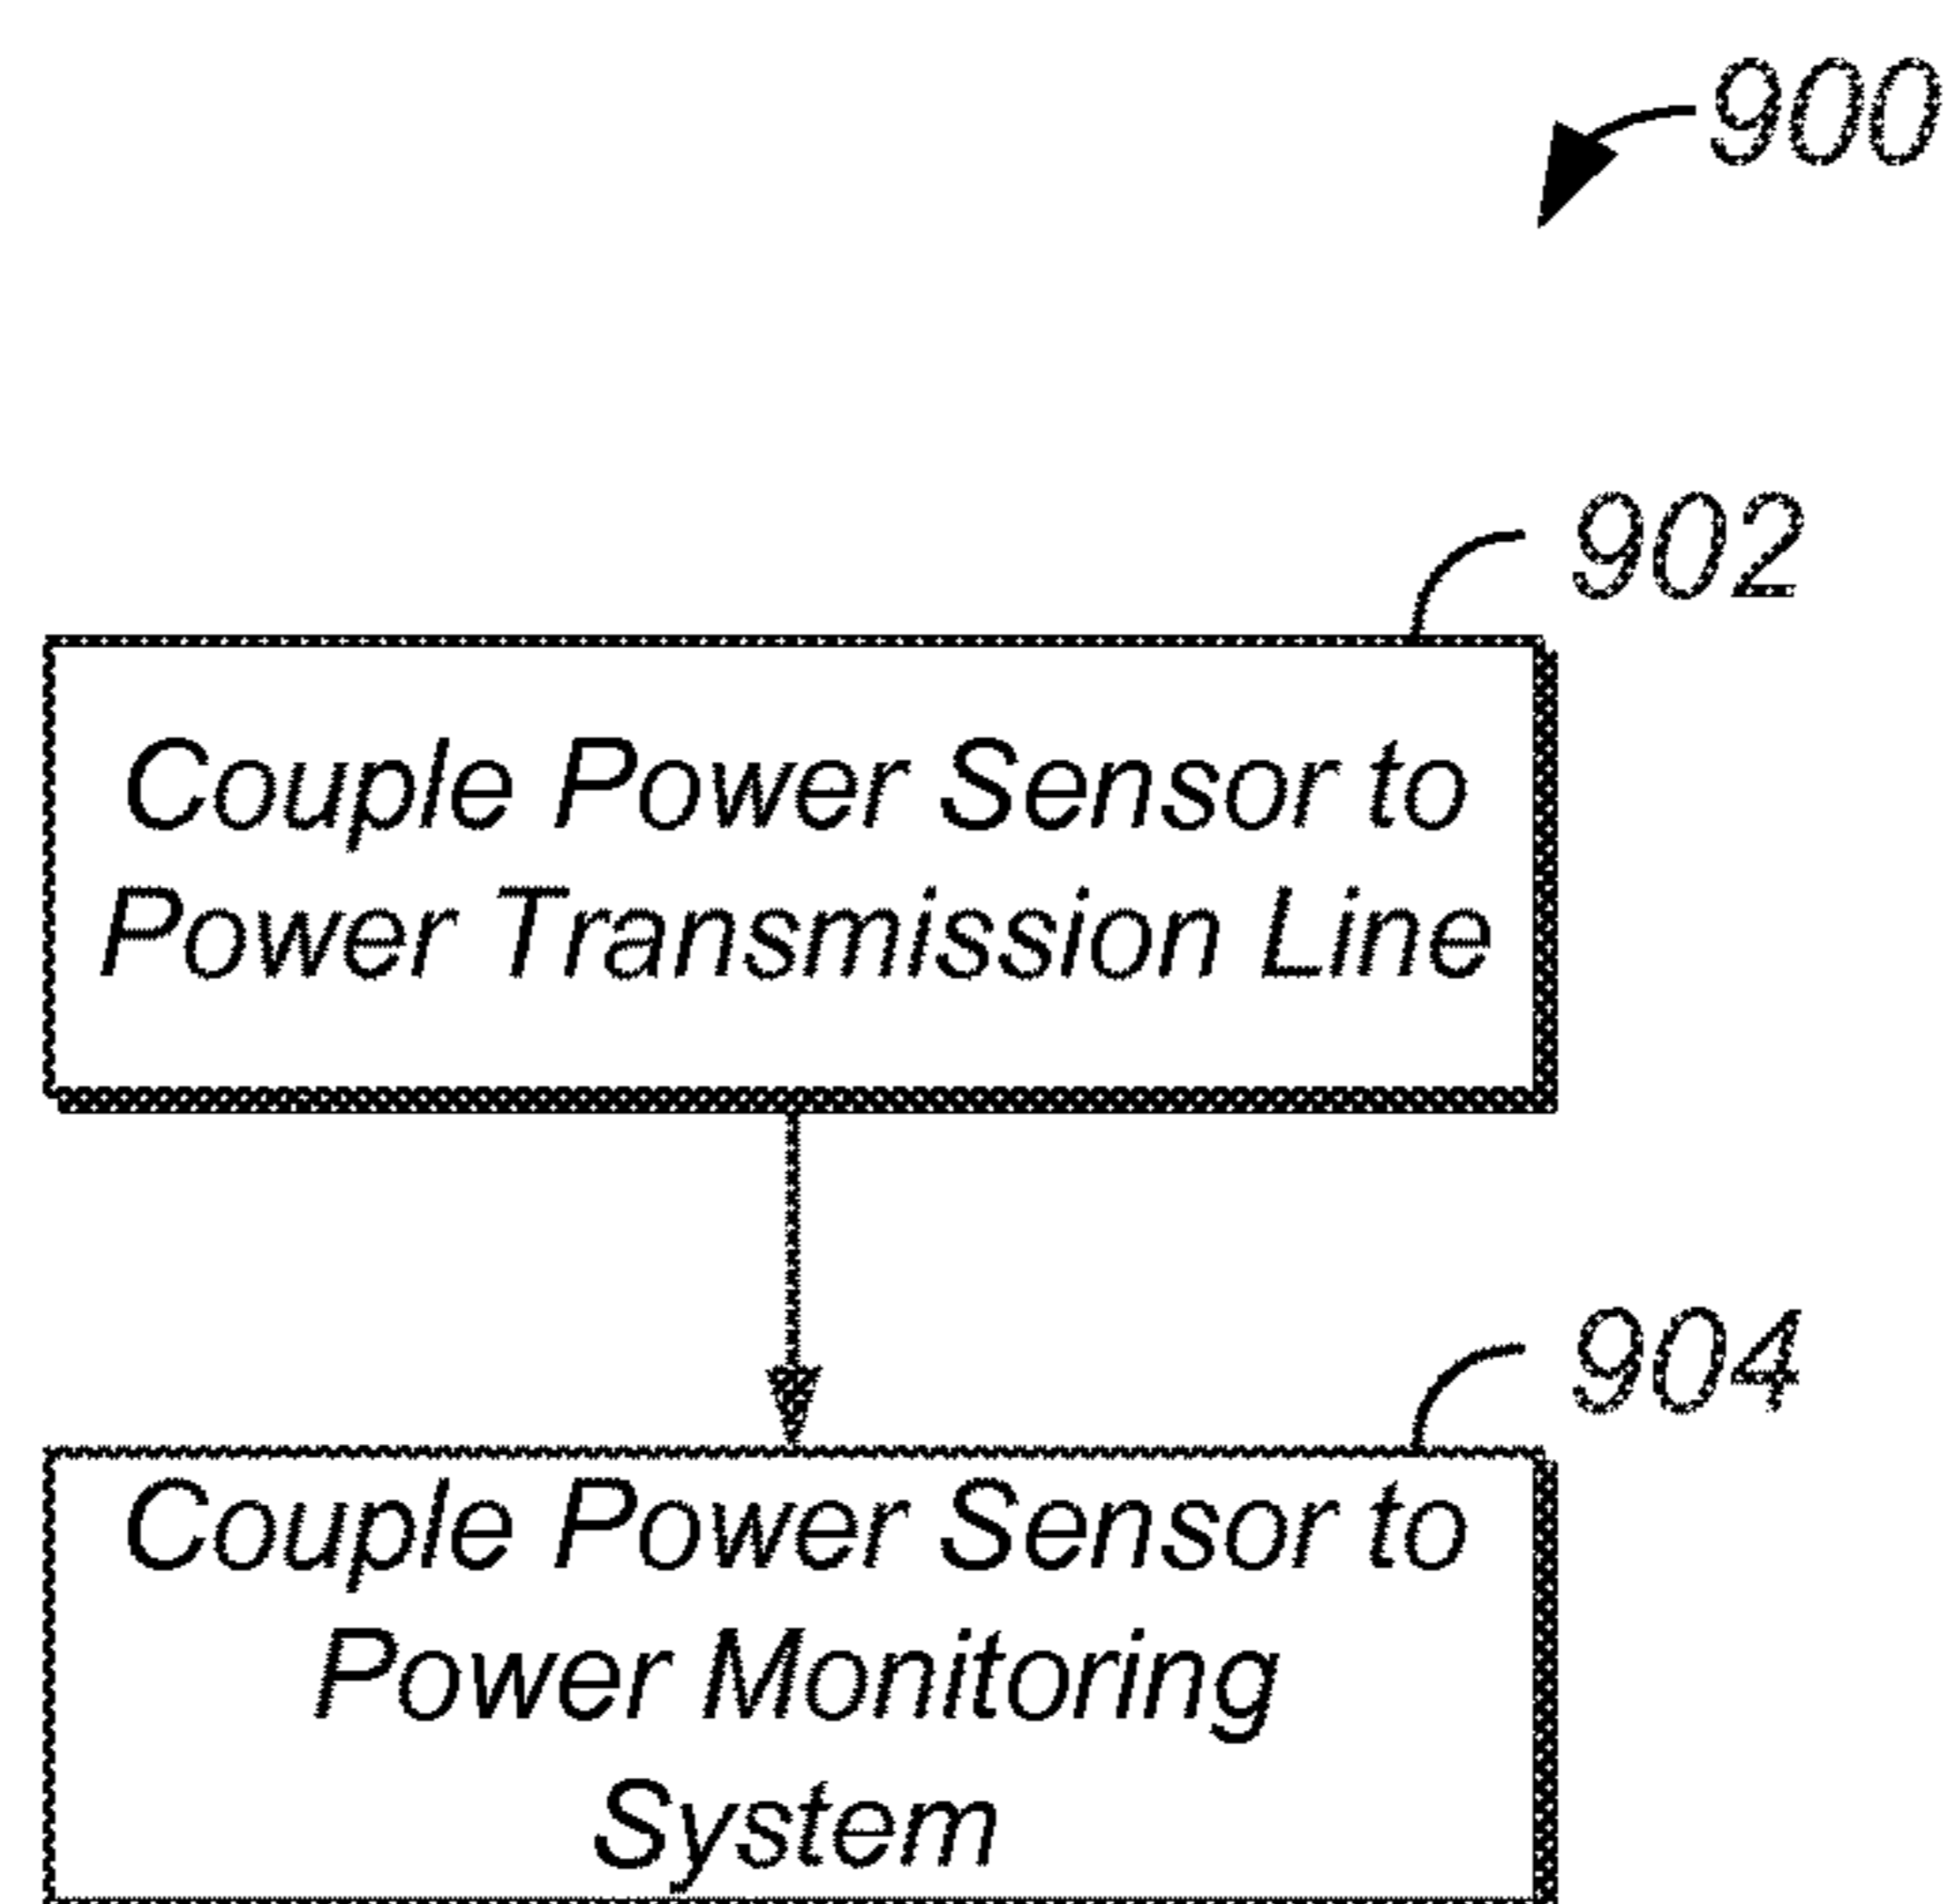 900
902
Couple Power Sensor to
Power Transmission Line
904
Couple Power Sensor to
Power Monitoring
System